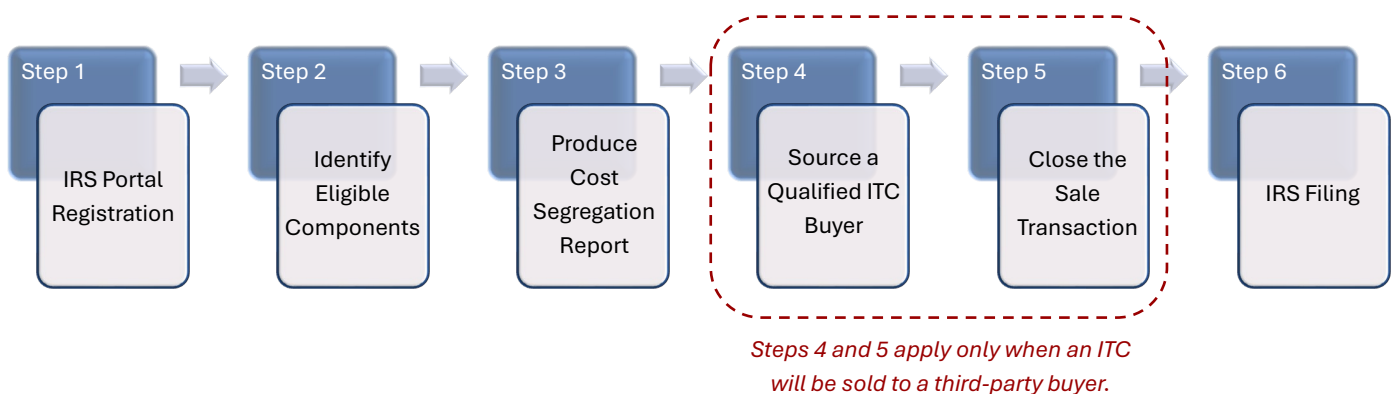 Step 1
IRS Portal
Registration
Step 2
Identify
Eligible
Components
Step 3
Produce
Cost
Segregation
Report
Step 4
Source a
Qualified ITC
Buyer
Step 5
Close the
Sale
Transaction
Step 6
IRS Filing
Steps 4 and 5 apply only when an ITC
will be sold to a third-party buyer.